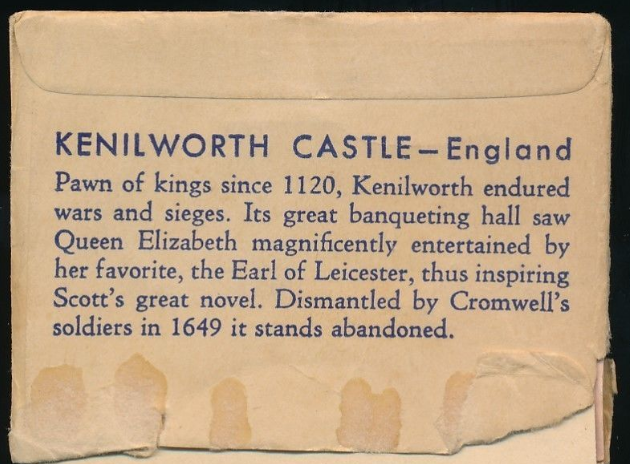 KENILWORTH CASTLE—England
Pawn of kings since 1120, Kenilworth endured
wars and sieges. Its great banqueting hall saw
Queen Elizabeth magnificently entertained by
her favorite, the Earl of Leicester, thus inspiring
Scott's great novel. Dismantled by Cromwell's
soldiers in 1649 it stands abandoned.